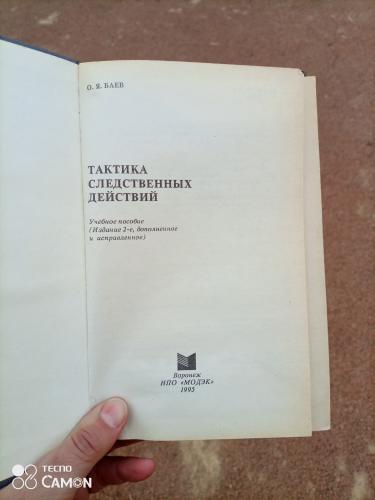 О. Я. БАЕВ
ТАКТИКА
СЛЕДСТВЕННЫХ
ДЕЙСТВИЙ
Учебное пособие
(Издание 2-е, дополненное
и исправленное)
Воронеж
НПО «МОДЭК»
1995
TECNO
CAMON